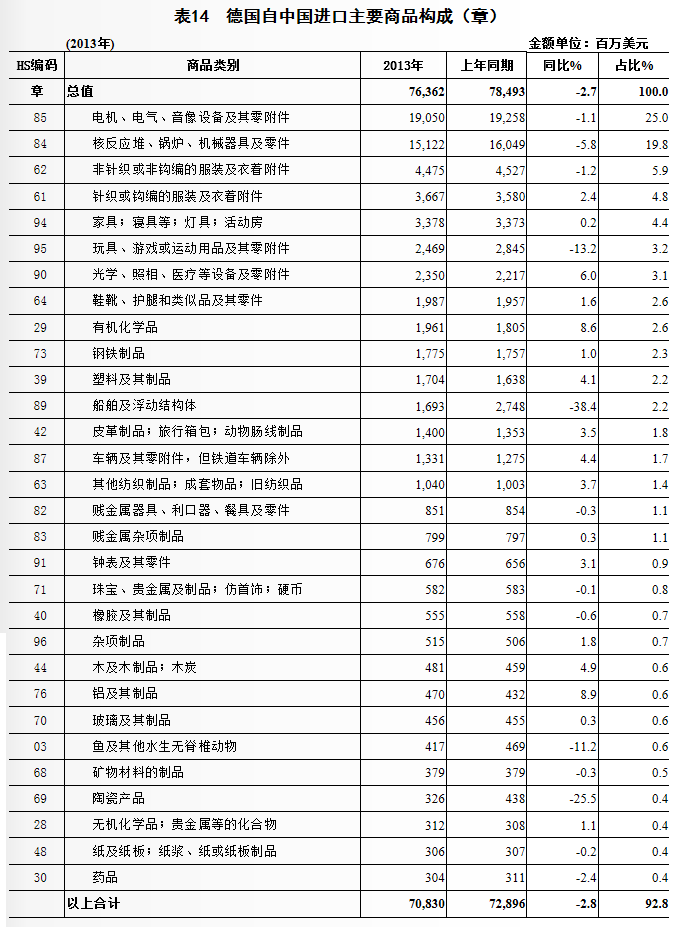 表14 德国自中国进口主要商品构成（章）
(2013年) 金额单位：百万美元
HS编码 商品类别 2013年 上年同期 同比% 占比%
章 总值 76,362 78,493 -2.7 100.0
85 电机、电气、音像设备及其零附件 19,050 19,258 -1.1 25.0
84 核反应堆、锅炉、机械器具及零件 15,122 16,049 -5.8 19.8
62 非针织或非钩编的服装及衣着附件 4,475 4,527 -1.2 5.9
61 针织或钩编的服装及衣着附件 3,667 3,580 2.4 4.8
94 家具；寝具等；灯具；活动房 3,378 3,373 0.2 4.4
95 玩具、游戏或运动用品及其零附件 2,469 2,845 -13.2 3.2
90 光学、照相、医疗等设备及零附件 2,350 2,217 6.0 3.1
64 鞋靴、护腿和类似品及其零件 1,987 1,957 1.6 2.6
29 有机化学品 1,961 1,805 8.6 2.6
73 钢铁制品 1,775 1,757 1.0 2.3
39 塑料及其制品 1,704 1,638 4.1 2.2
89 船舶及浮动结构体 1,693 2,748 -38.4 2.2
42 皮革制品；旅行箱包；动物肠线制品 1,400 1,353 3.5 1.8
87 车辆及其零附件，但铁道车辆除外 1,331 1,275 4.4 1.7
63 其他纺织制品；成套物品；旧纺织品 1,040 1,003 3.7 1.4
82 贱金属器具、利口器、餐具及零件 851 854 -0.3 1.1
83 贱金属杂项制品 799 797 0.3 1.1
91 钟表及其零件 676 656 3.1 0.9
71 珠宝、贵金属及制品；仿首饰；硬币 582 583 -0.1 0.8
40 橡胶及其制品 555 558 -0.6 0.7
96 杂项制品 515 506 1.8 0.7
44 木及木制品；木炭 481 459 4.9 0.6
76 铝及其制品 470 432 8.9 0.6
70 玻璃及其制品 456 455 0.3 0.6
03 鱼及其他水生无脊椎动物 417 469 -11.2 0.6
68 矿物材料的制品 379 379 -0.3 0.5
69 陶瓷产品 326 438 -25.5 0.4
28 无机化学品；贵金属等的化合物 312 308 1.1 0.4
48 纸及纸板；纸浆、纸或纸板制品 306 307 -0.2 0.4
30 药品 304 311 -2.4 0.4
以上合计 70,830 72,896 -2.8 92.8